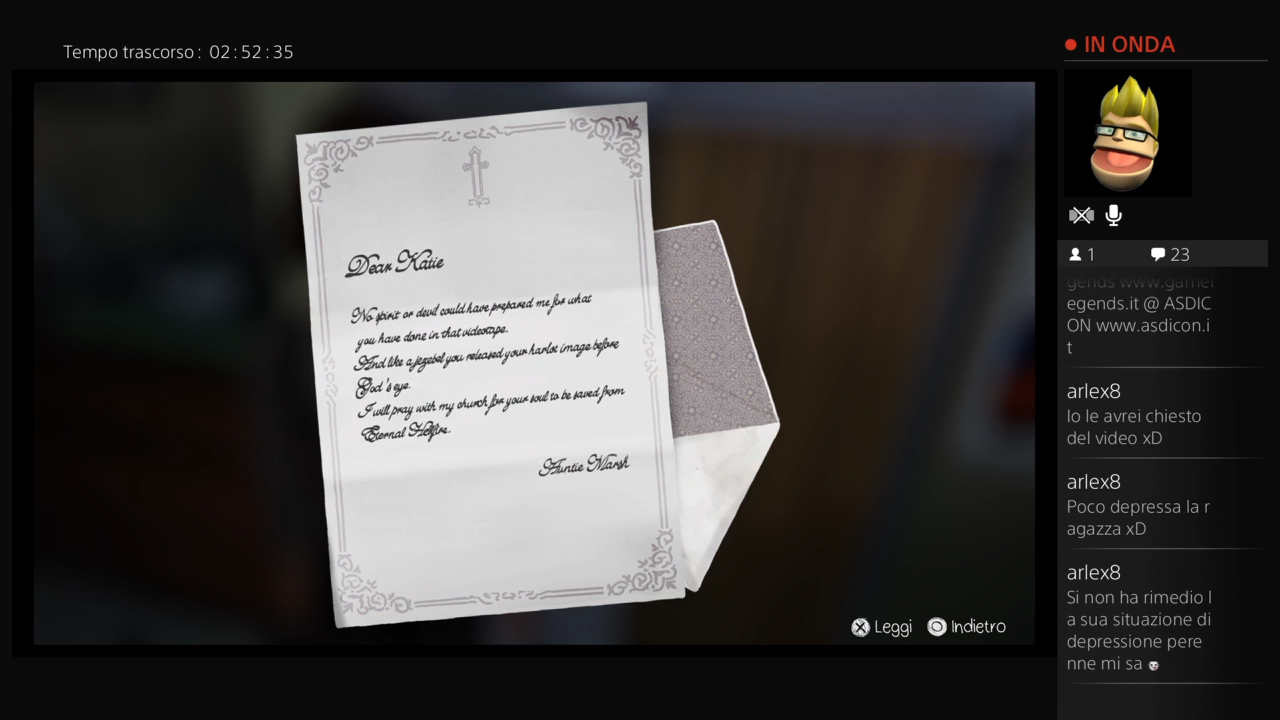 Tempo trascorso: 02:52:35
Dear Katie
No spirit or devil could have prepared me for what
you have done in that videotape.
And like a jezebel you released your harlot image before
God's eye.
I will pray with my church for your soul to be saved from
Eternal Hellfire.
Auntie Marsh
Leggi
Indietro
IN ONDA
1
23
gends www.gamel
egends.it @ ASDIC
ON www.asdicon.i
t
arlex8
Io le avrei chiesto
del video xD
arlex8
Poco depressa la r
agazza xD
arlex8
Si non ha rimedio l
a sua situazione di
depressione pere
nne mi sa